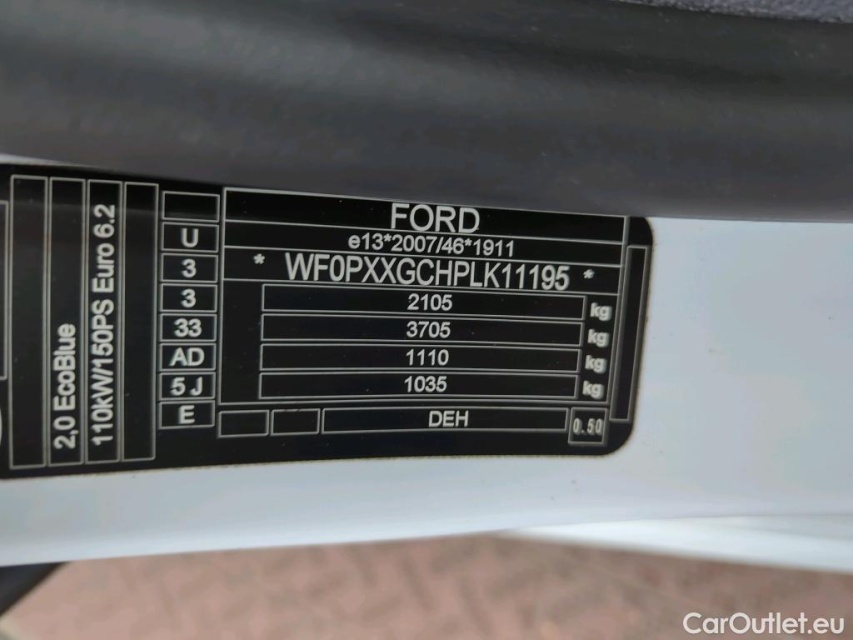 2,0 EcoBlue
110kW/150PS Euro 6.2
U
3
3
33
AD
5 J
E
FORD
e13*2007/46*1911
* WF0PXXGCHPLK11195 *
2105 kg
3705 kg
1110 kg
1035 kg
DEH 0.50
CarOutlet.eu